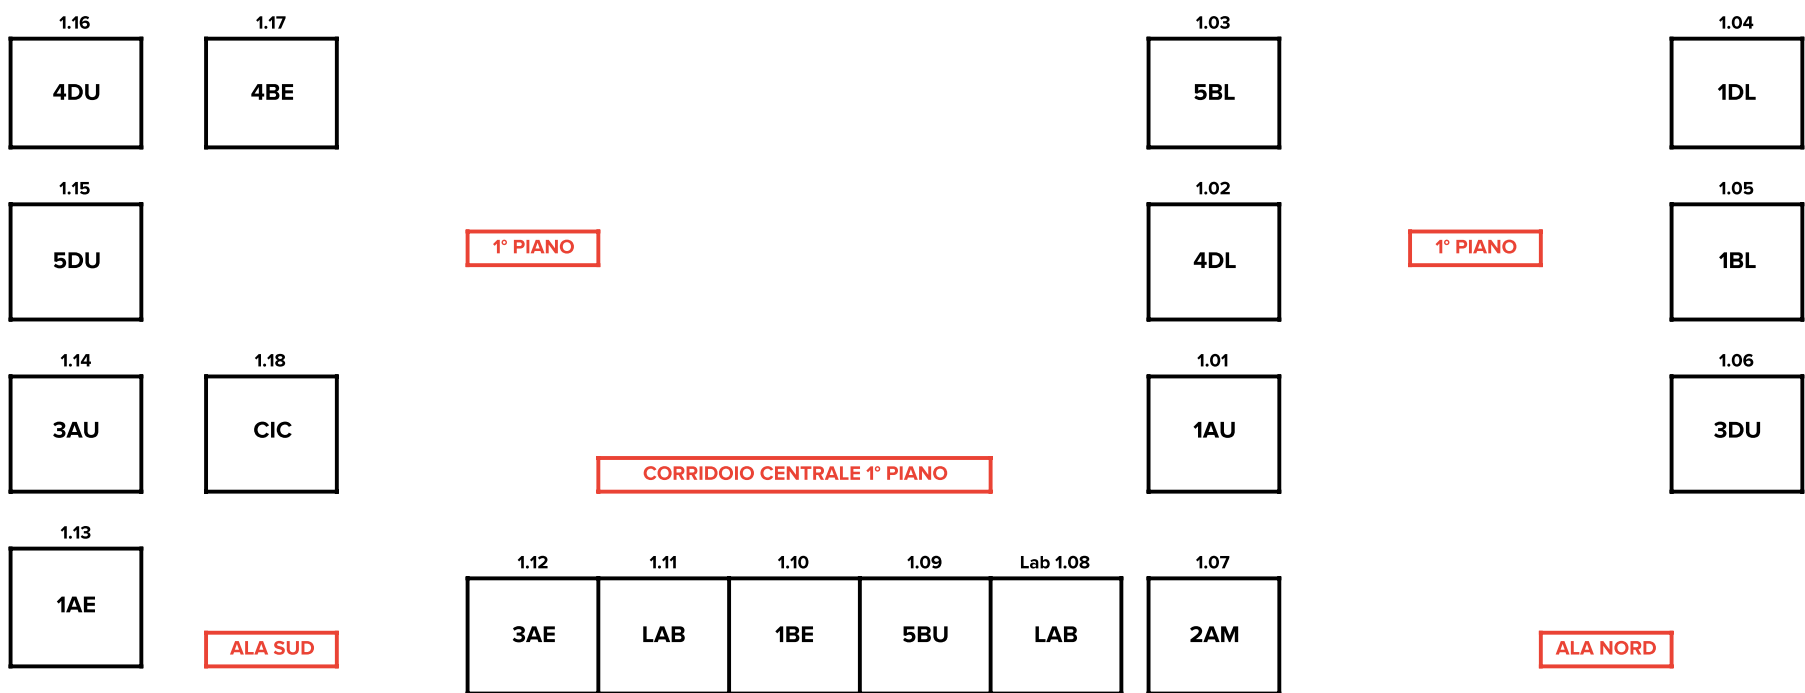 1.16 1.17 1.03 1.04
4DU 4BE 5BL 1DL
1.15 1.02 1.05
1° PIANO 1° PIANO
5DU 4DL 1BL
1.14 1.18 1.01 1.06
3AU CIC 1AU 3DU
CORRIDOIO CENTRALE 1° PIANO
1.13
1.12 1.11 1.10 1.09 Lab 1.08 1.07
1AE
3AE LAB 1BE 5BU LAB 2AM
ALA SUD ALA NORD